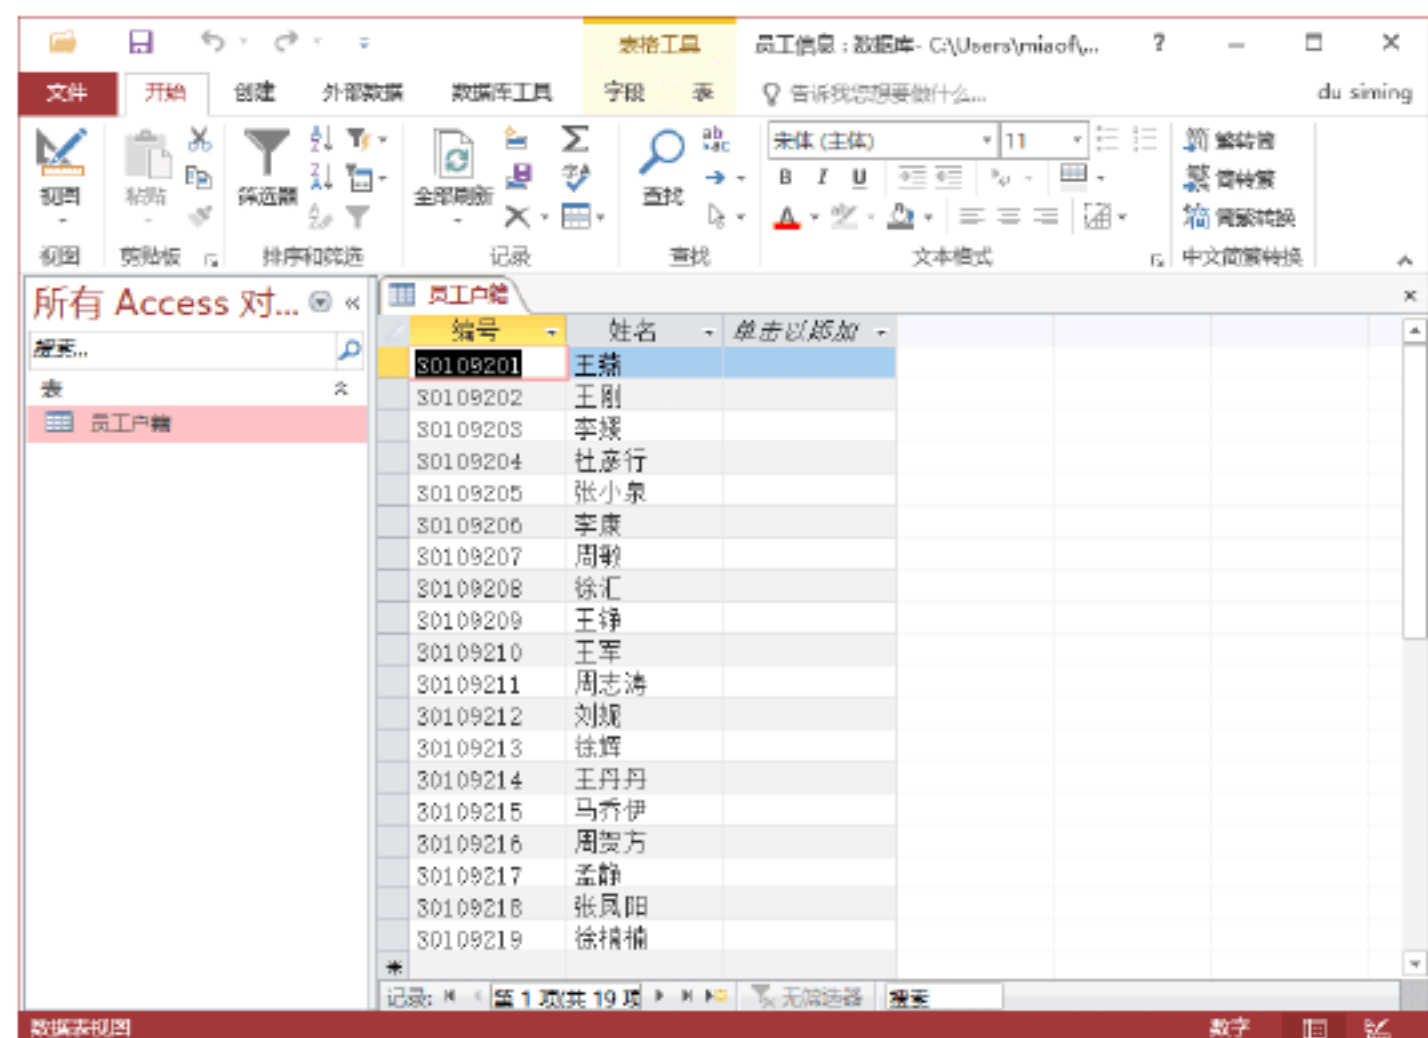 表格工具 员工信息 : 数据库- C:\Users\miaofl\... ?
文件 开始 创建 外部数据 数据库工具 字段 表 告诉我您想要做什么... du siming
宋体 (主体) 11 繁转简
视图 粘贴 筛选器 全部刷新 查找 B I U 简转繁
A 简繁转换
视图 剪贴板 排序和筛选 记录 查找 文本格式 中文简繁转换
所有 Access 对... «
搜索...
表
员工户籍
员工户籍
编号 姓名 单击以添加
30109201 王燕
30109202 王刚
30109203 李媛
30109204 杜彦行
30109205 张小泉
30109206 李康
30109207 周敏
30109208 徐汇
30109209 王铮
30109210 王军
30109211 周志涛
30109212 刘妮
30109213 徐辉
30109214 王丹丹
30109215 马乔伊
30109216 周贺方
30109217 孟静
30109218 张凤阳
30109219 徐楠楠
记录: 第 1 项(共 19 项 无筛选器 搜索
数据表视图 数字